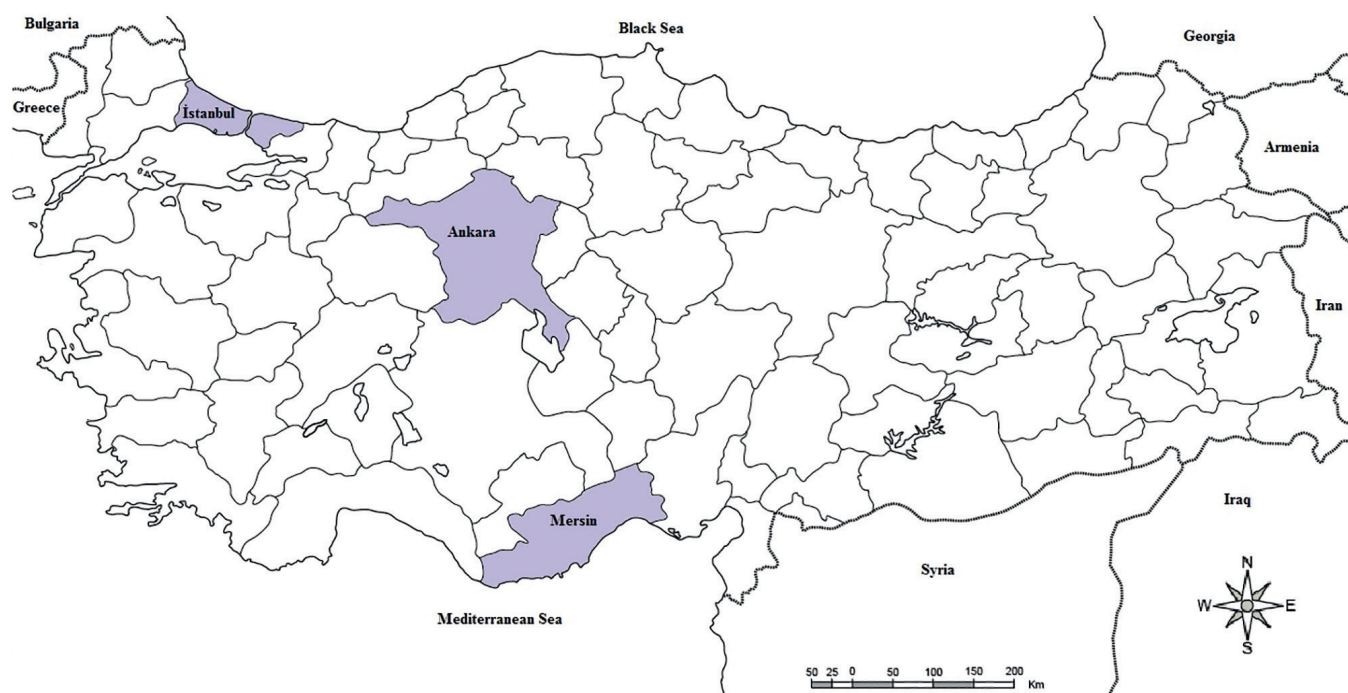 Bulgaria
Black Sea
Georgia
Greece
İstanbul
Armenia
Ankara
Iran
Mersin
Iraq
Syria
Mediterranean Sea
N
W E
S
50 25 0 50 100 150 200
Km